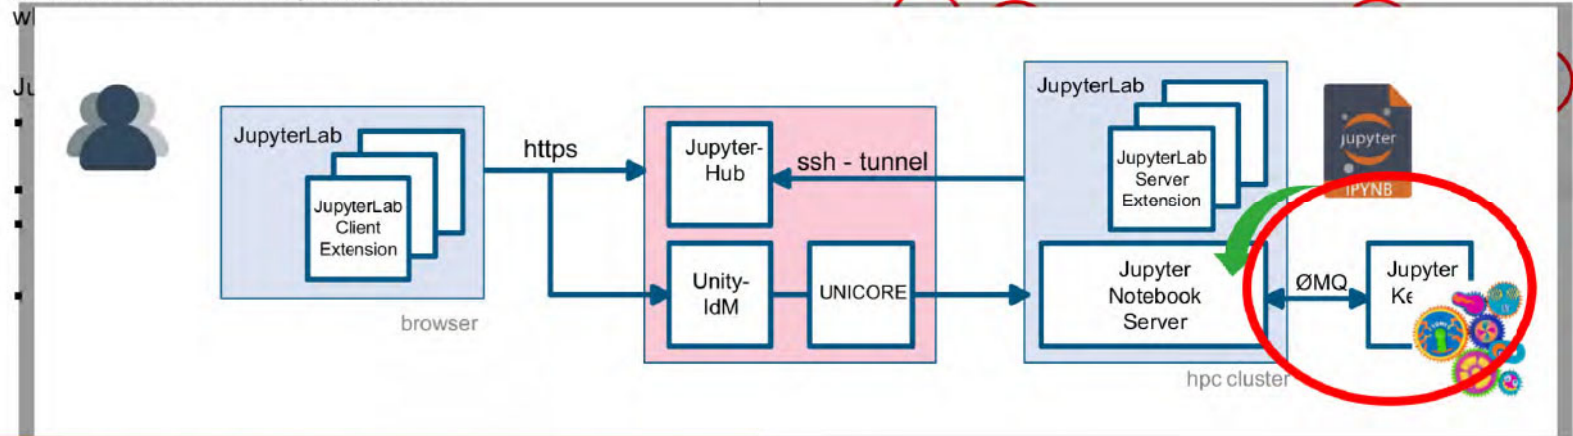 JupyterLab
JupyterLab
Client
Extension
browser
https
Jupyter-
Hub
ssh - tunnel
Unity-
IdM
UNICORE
JupyterLab
JupyterLab
Server
Extension
Jupyter
Notebook
Server
hpc cluster
ØMQ
jupyter
IPYNB
Jupyter